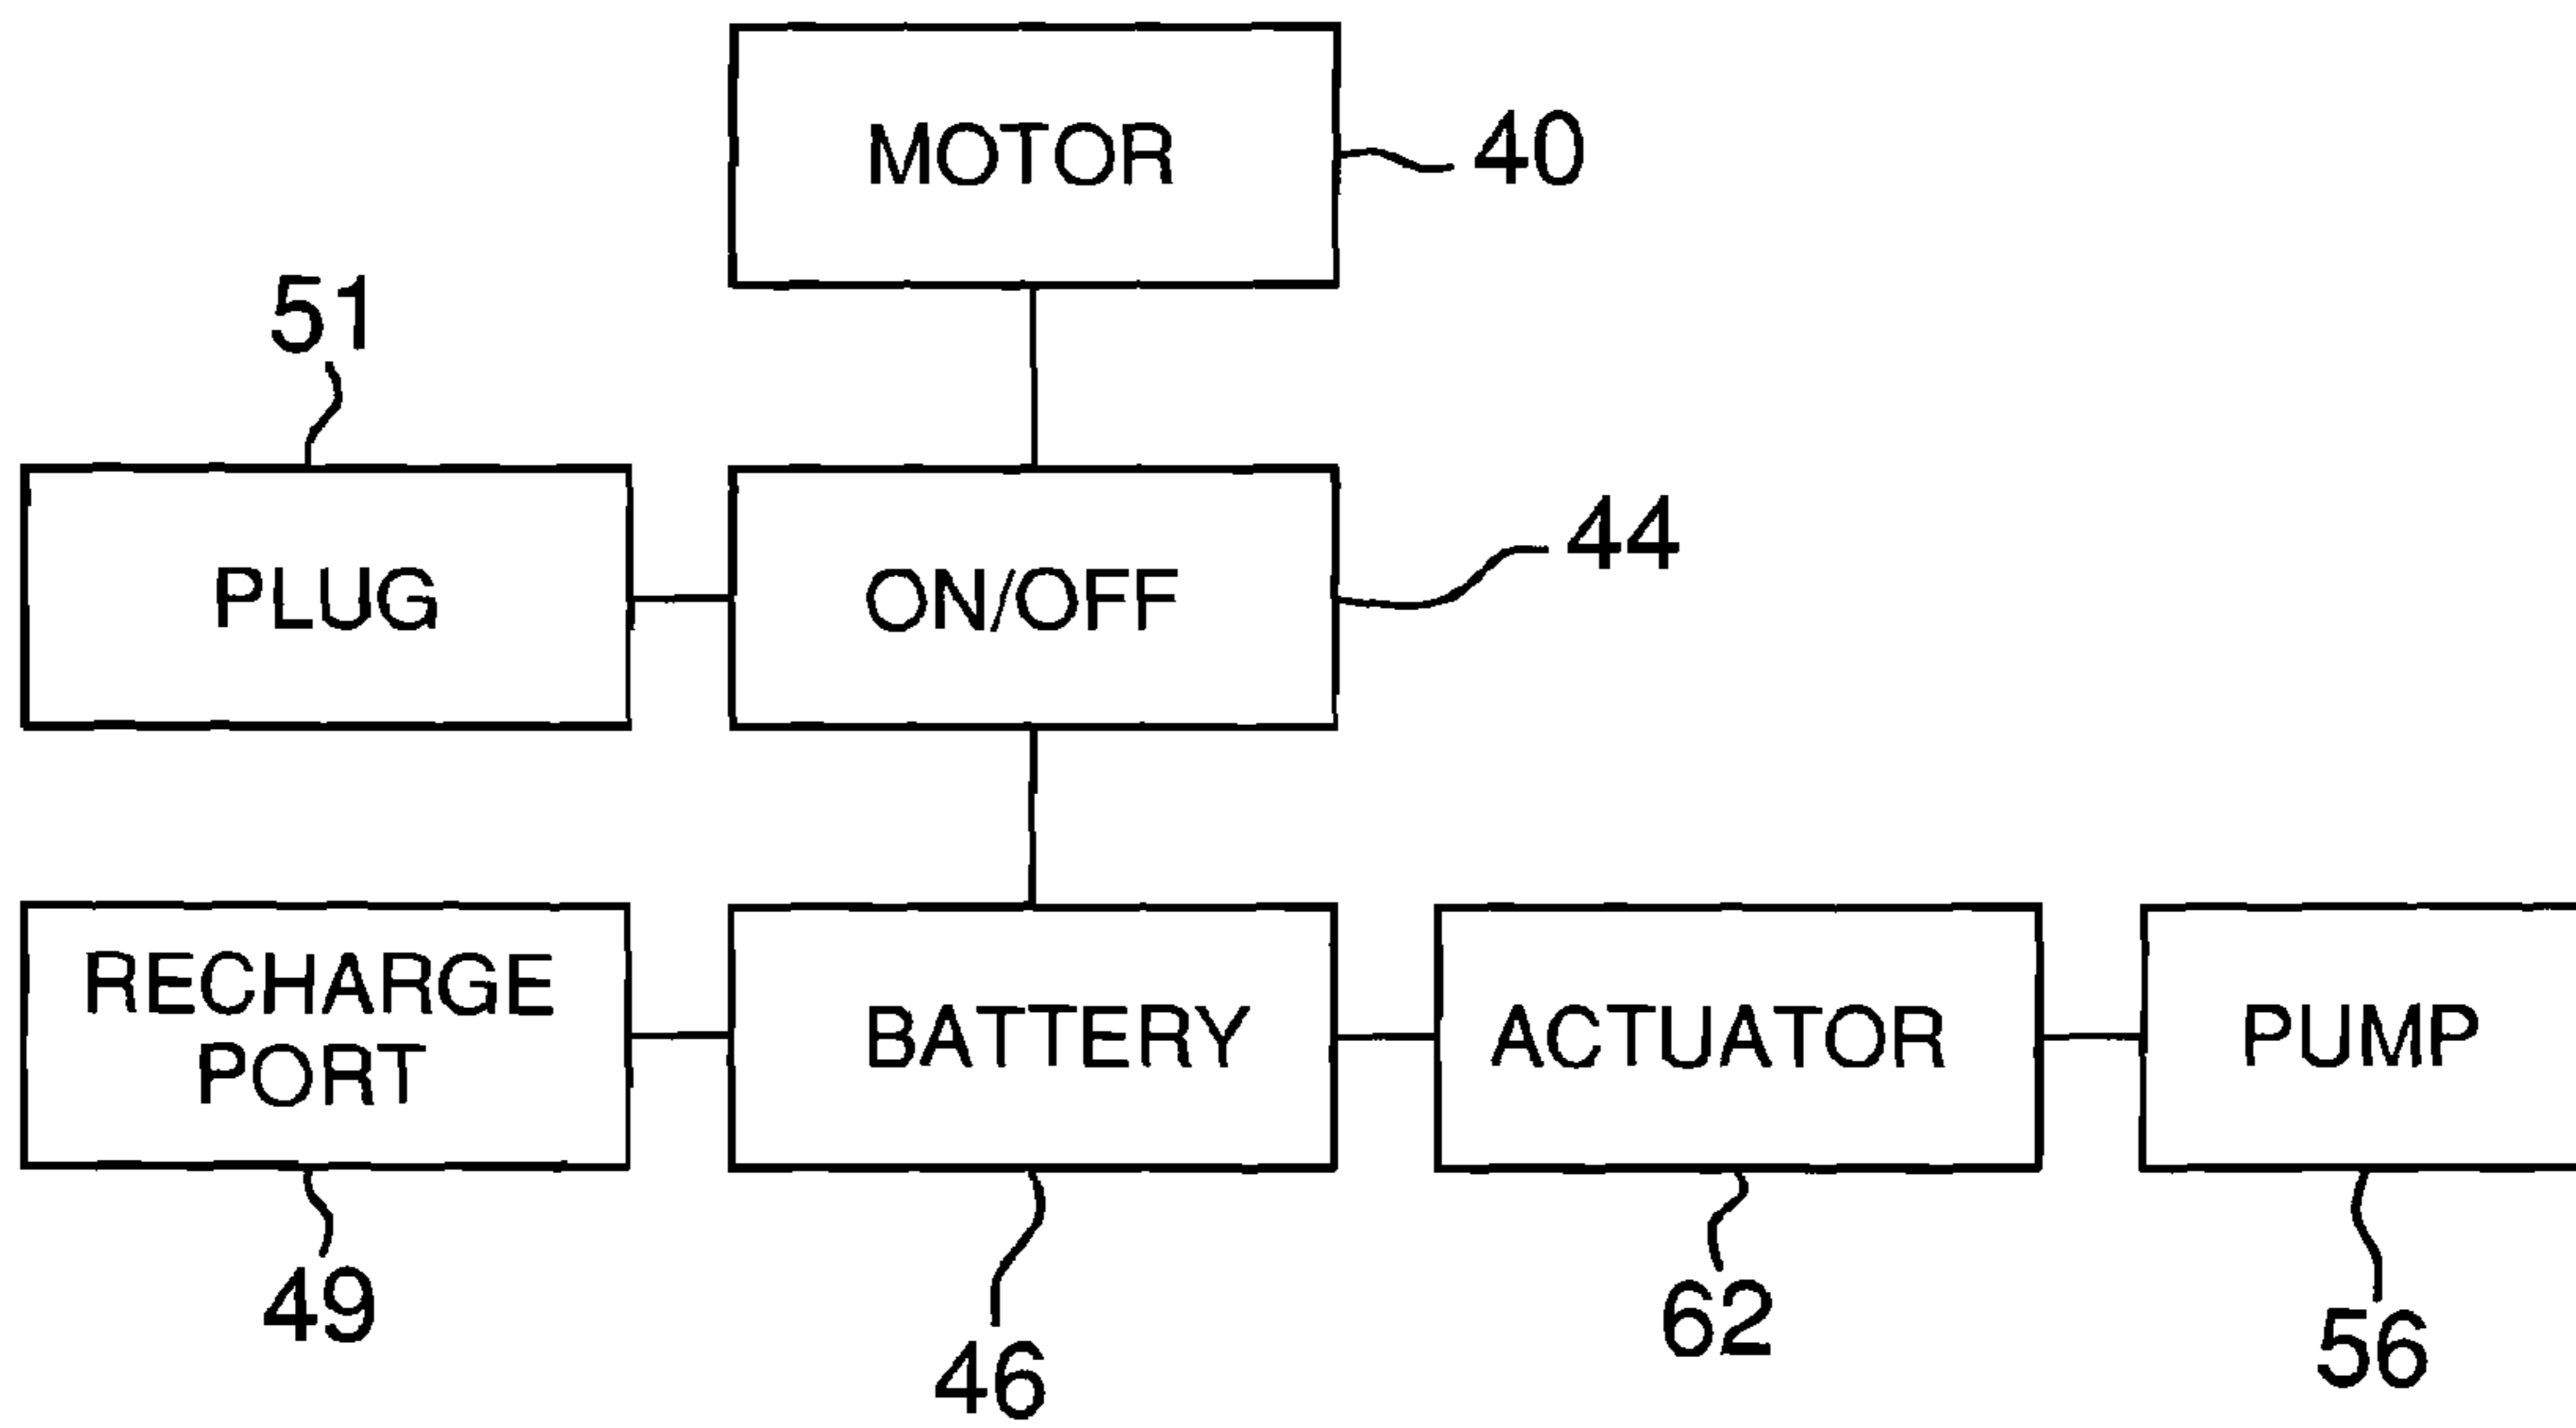 MOTOR
40
51
PLUG
ON/OFF
44
RECHARGE
PORT
BATTERY
ACTUATOR
PUMP
49
46
62
56